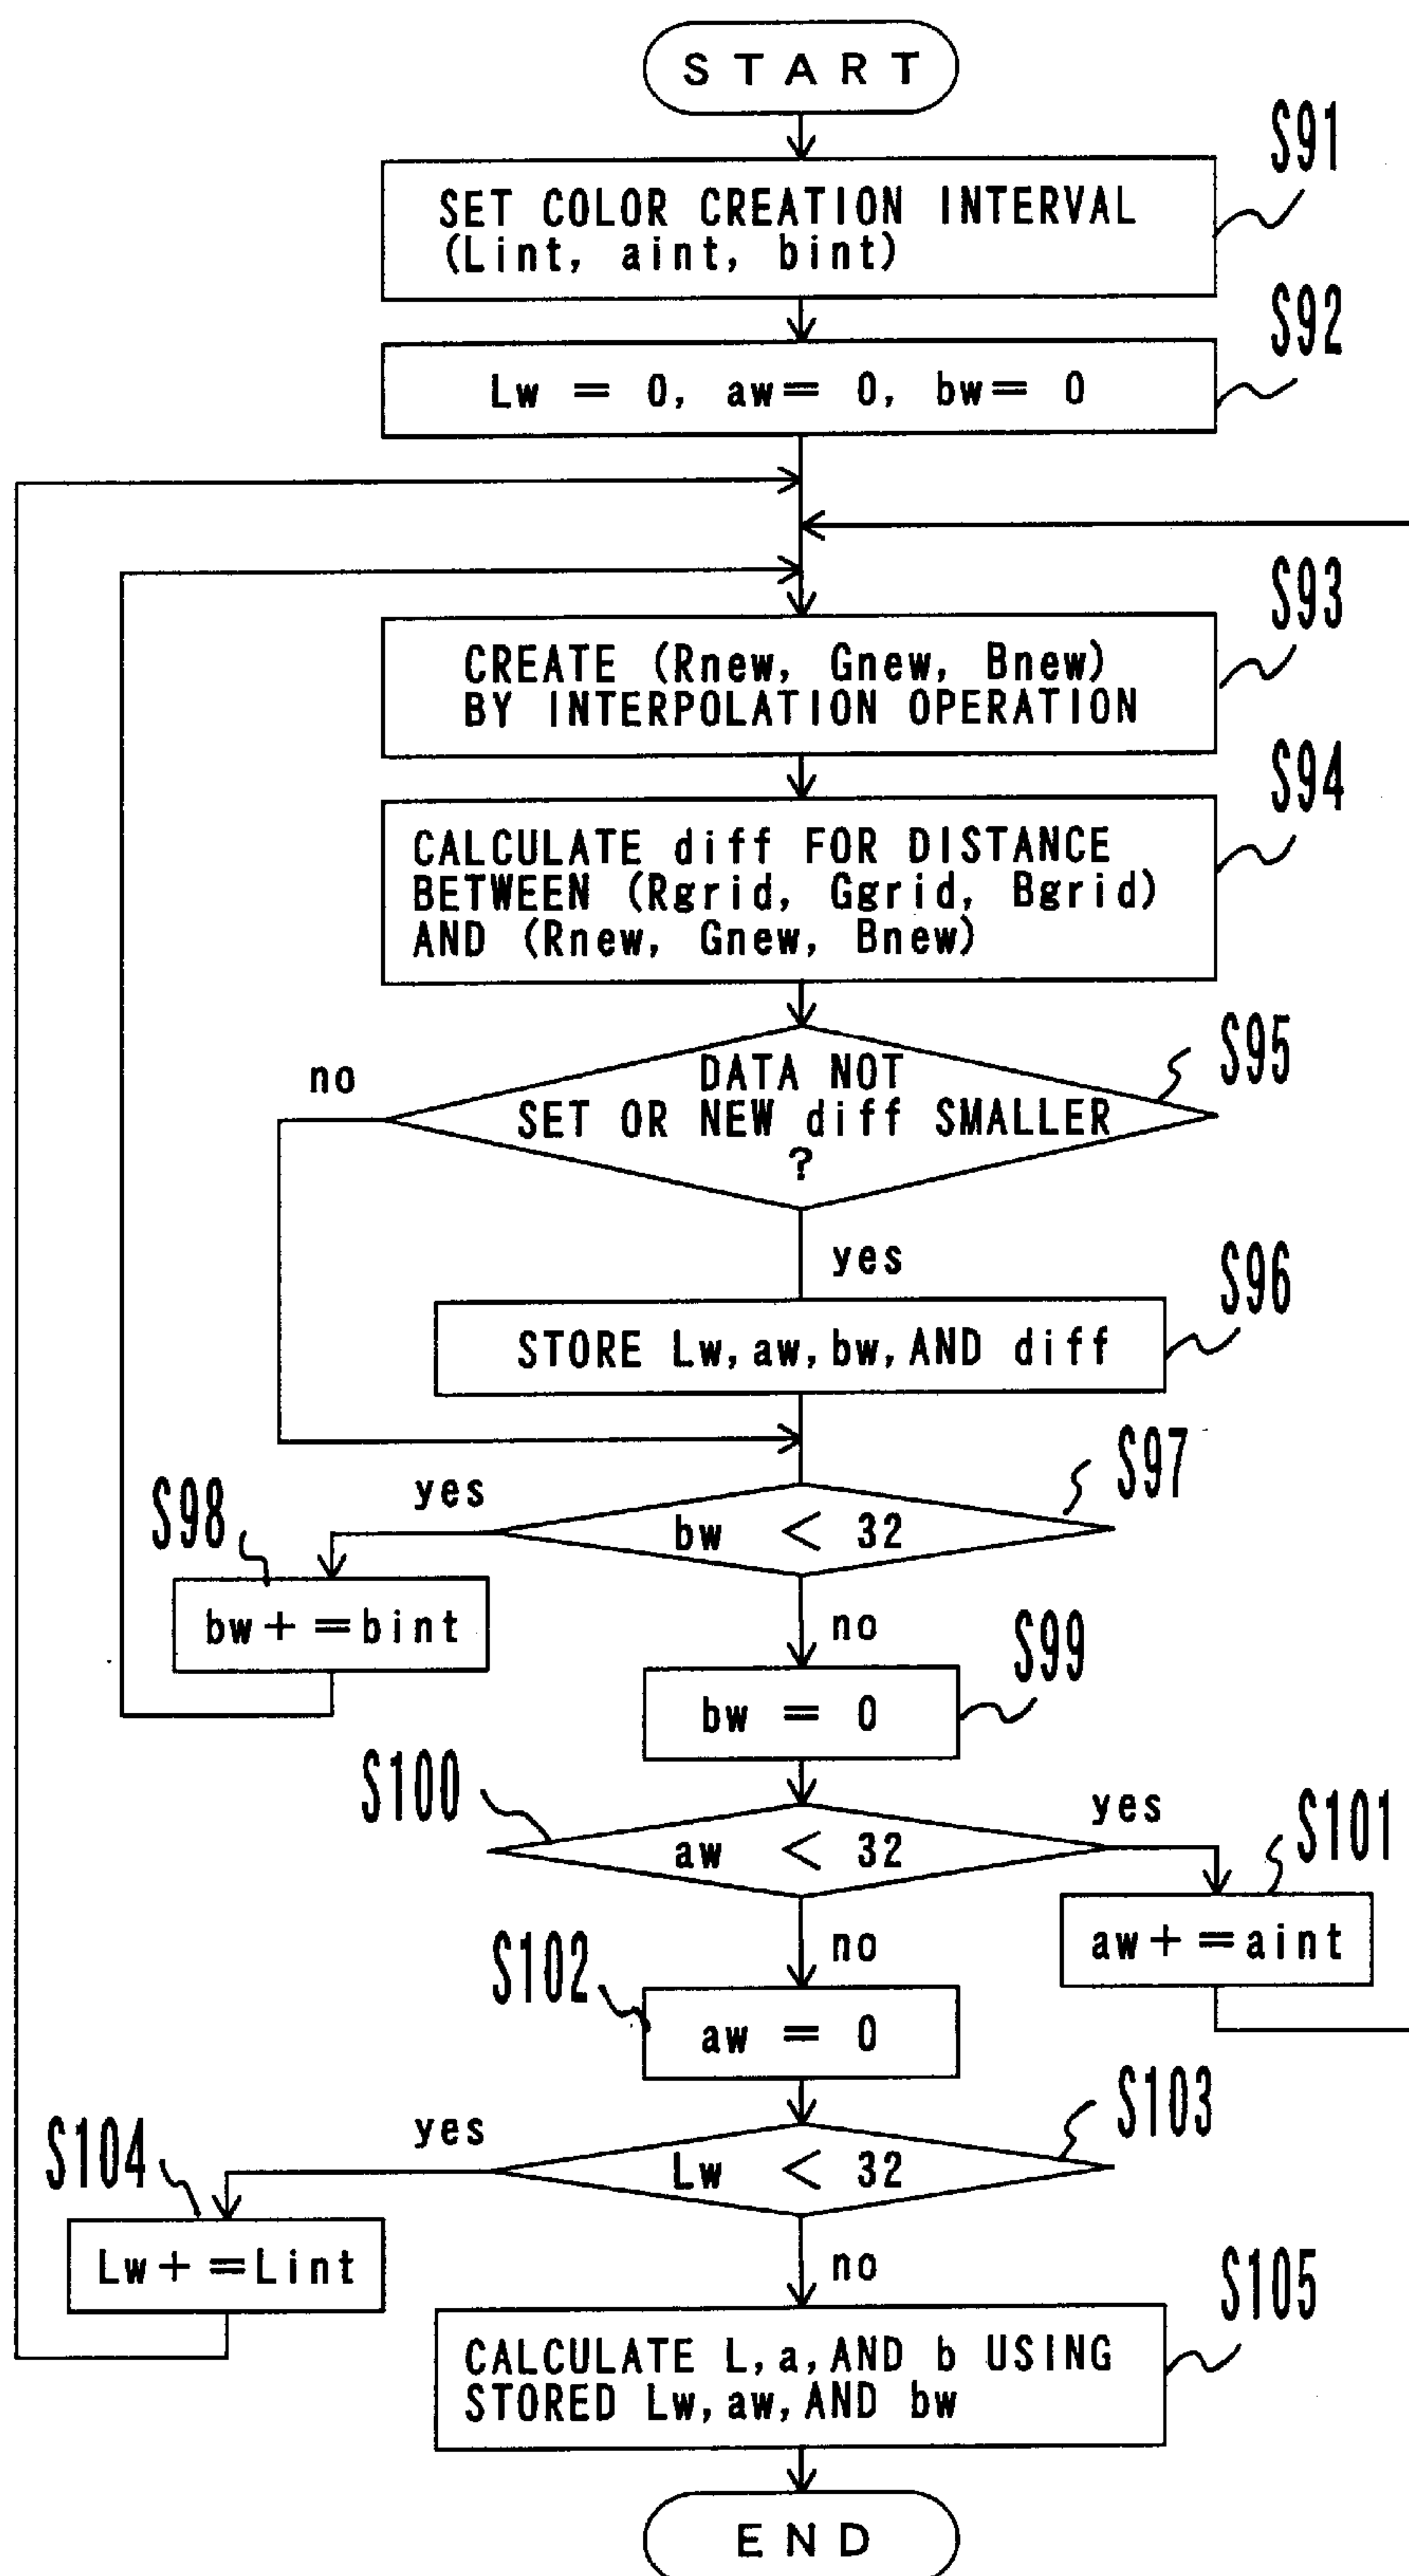 START
S91
SET COLOR CREATION INTERVAL
(Lint, aint, bint)
S92
Lw = 0, aw= 0, bw= 0
S93
CREATE (Rnew, Gnew, Bnew)
BY INTERPOLATION OPERATION
S94
CALCULATE diff FOR DISTANCE
BETWEEN (Rgrid, Ggrid, Bgrid)
AND (Rnew, Gnew, Bnew)
S95
no
DATA NOT
SET OR NEW diff SMALLER
?
yes
S96
STORE Lw, aw, bw, AND diff
S97
yes
S98
bw < 32
bw+ =bint
no
S99
bw = 0
S100
yes
S101
aw < 32
aw+ =aint
no
S102
aw = 0
S103
yes
S104
Lw < 32
Lw+ =Lint
no
S105
CALCULATE L, a, AND b USING
STORED Lw, aw, AND bw
END